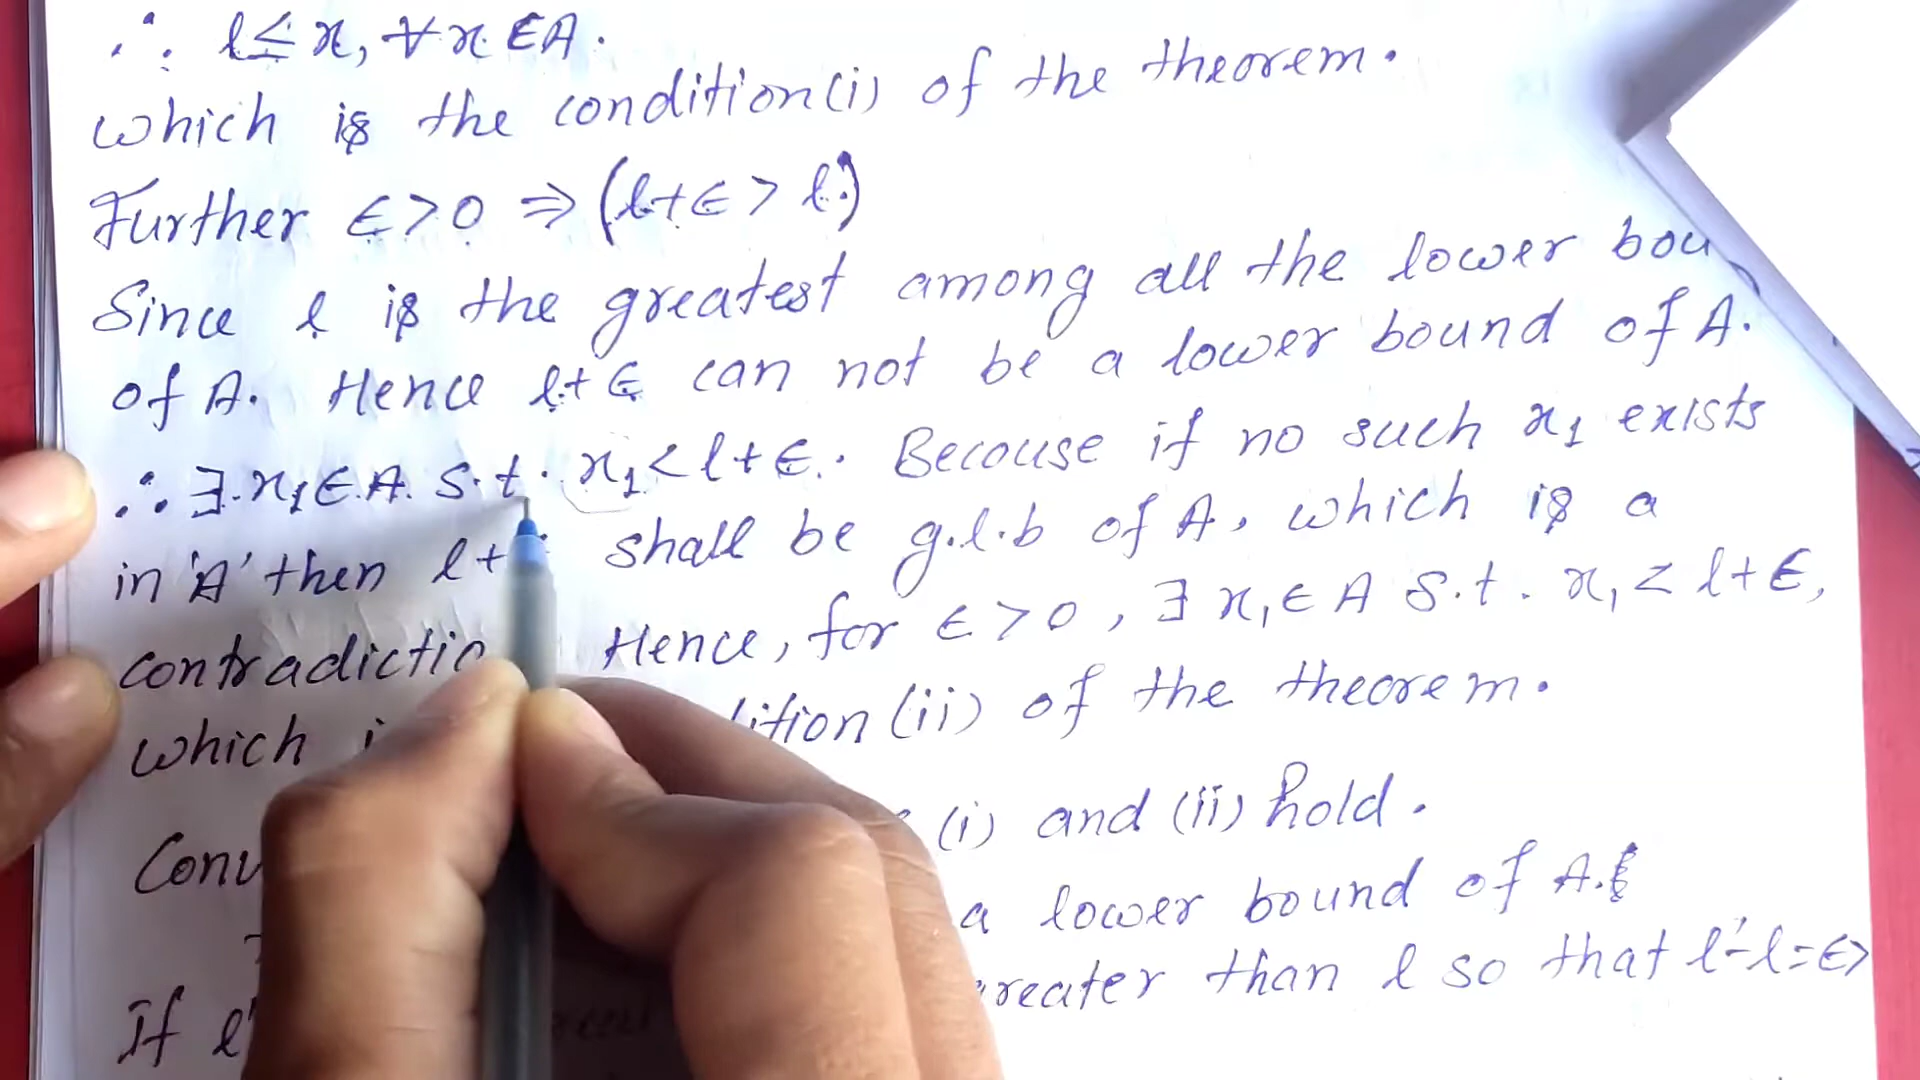 ∴ l ≤ x, ∀ x ∈ A.
which is the condition (i) of the theorem.
Further ∈ > 0 ⇒ (l+∈ > l)
Since l is the greatest among all the lower bou
of A. Hence l+∈ can not be a lower bound of A.
∴ ∃ x₁ ∈ A s.t. x₁ < l+∈. Becouse if no such x₁ exists
in 'A' then l+ shall be g.l.b of A, which is a
contradictio Hence, for ∈ > 0, ∃ x₁ ∈ A s.t. x₁ < l+∈,
which i dition (ii) of the theorem.
Conv (i) and (ii) hold.
a lower bound of A.
If l' reater than l so that l'-l=∈>